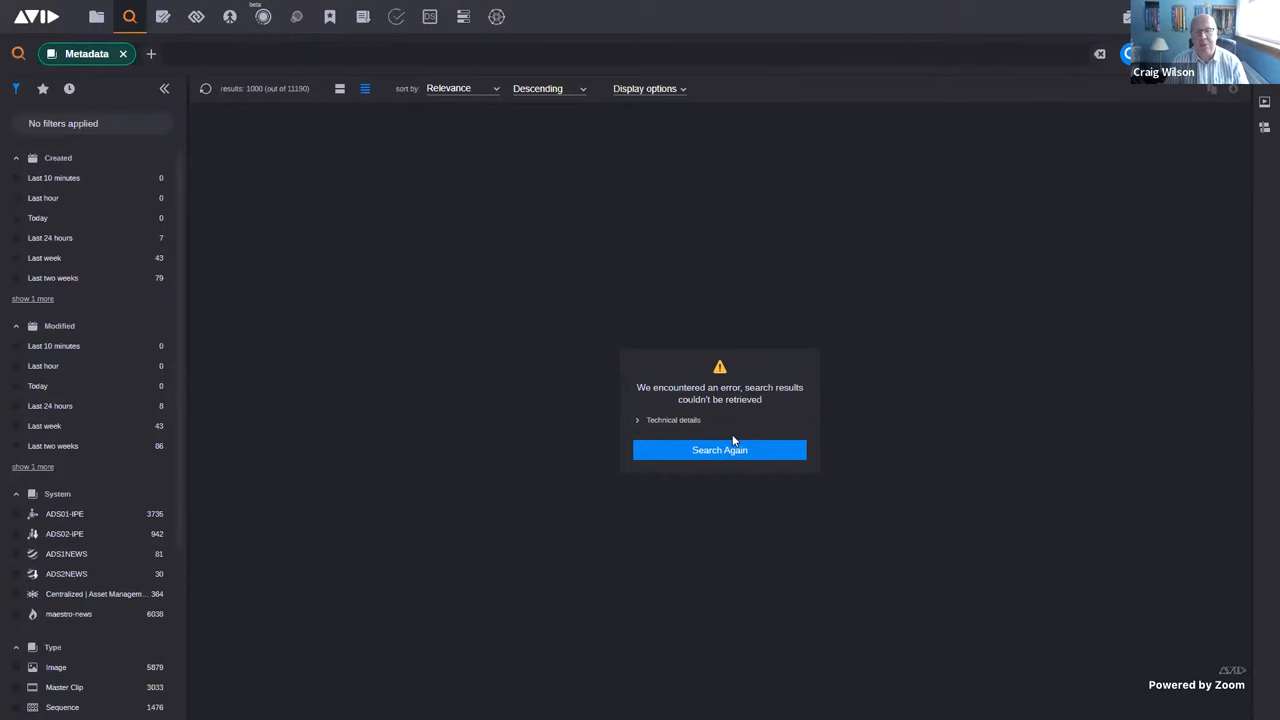 AVID
beta
DS
Metadata
Craig Wilson
results: 1000 (out of 11190)
sort by:
Relevance
Descending
Display options
No filters applied
Created
Last 10 minutes 0
Last hour 0
Today 0
Last 24 hours 7
Last week 43
Last two weeks 79
show 1 more
Modified
Last 10 minutes 0
Last hour 0
Today 0
Last 24 hours 8
Last week 43
Last two weeks 86
show 1 more
System
ADS01-IPE 3735
ADS02-IPE 942
ADS1NEWS 81
ADS2NEWS 30
Centralized | Asset Managem... 364
maestro-news 6038
Type
Image 5879
Master Clip 3033
Sequence 1476
We encountered an error, search results
couldn't be retrieved
Technical details
Search Again
AVID
Powered by Zoom